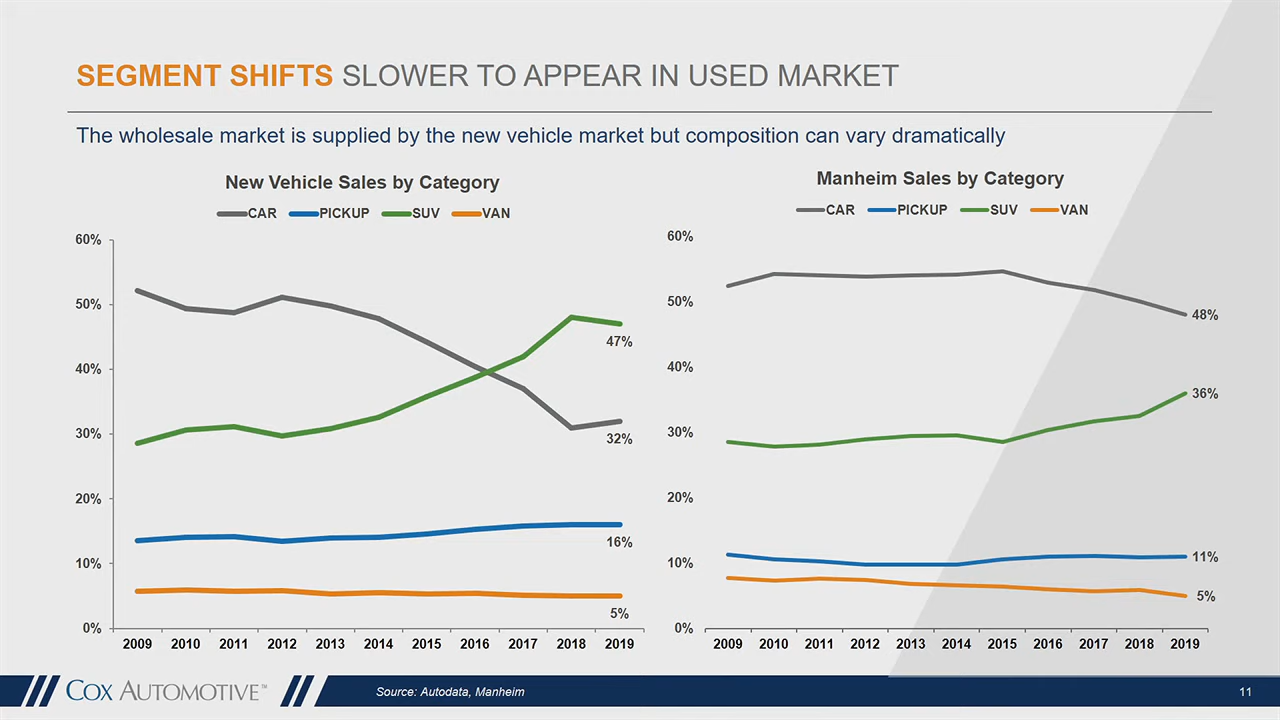 SEGMENT SHIFTS SLOWER TO APPEAR IN USED MARKET
The wholesale market is supplied by the new vehicle market but composition can vary dramatically
New Vehicle Sales by Category
CAR PICKUP SUV VAN
60%
50%
40%
30%
20%
10%
0%
47%
32%
16%
5%
2009 2010 2011 2012 2013 2014 2015 2016 2017 2018 2019
Manheim Sales by Category
CAR PICKUP SUV VAN
60%
50%
40%
30%
20%
10%
0%
48%
36%
11%
5%
2009 2010 2011 2012 2013 2014 2015 2016 2017 2018 2019
COX AUTOMOTIVE™
Source: Autodata, Manheim
11